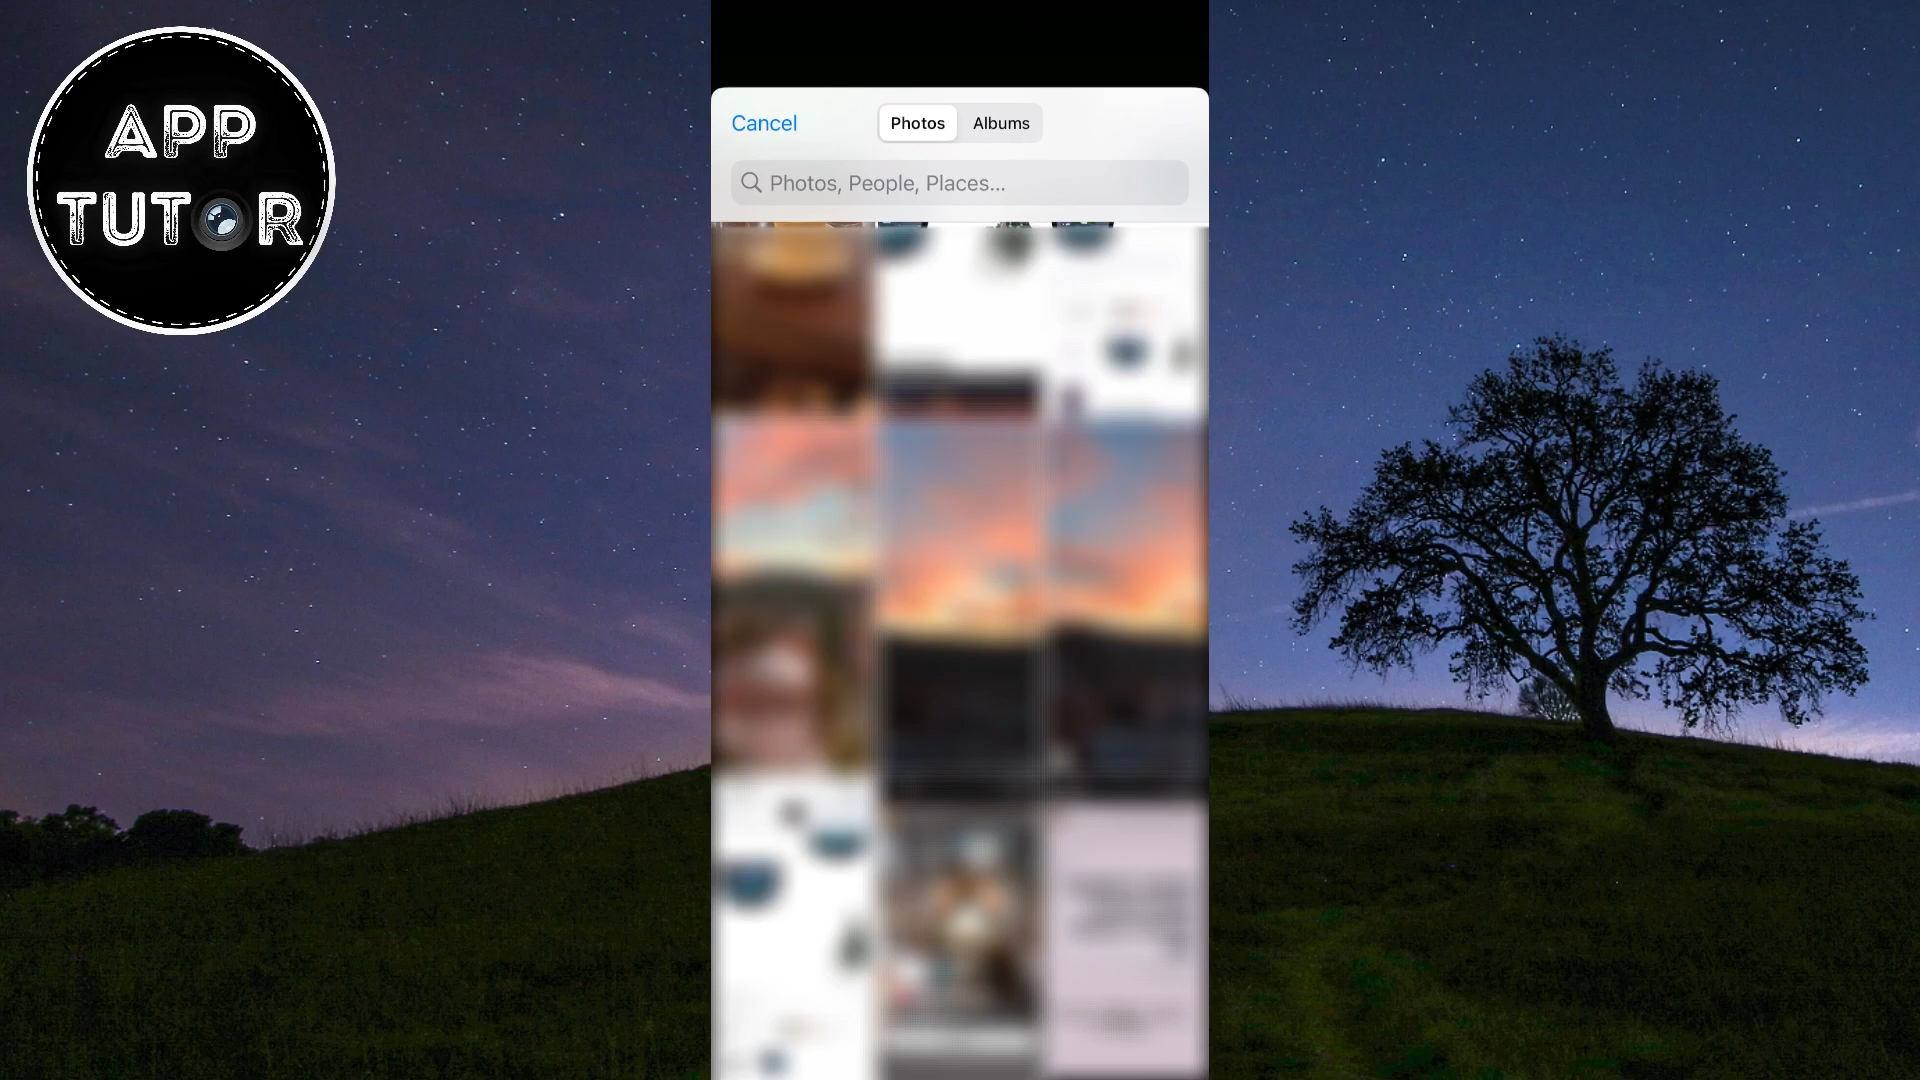 APP
TUTOR
Cancel
Photos
Albums
Photos, People, Places...